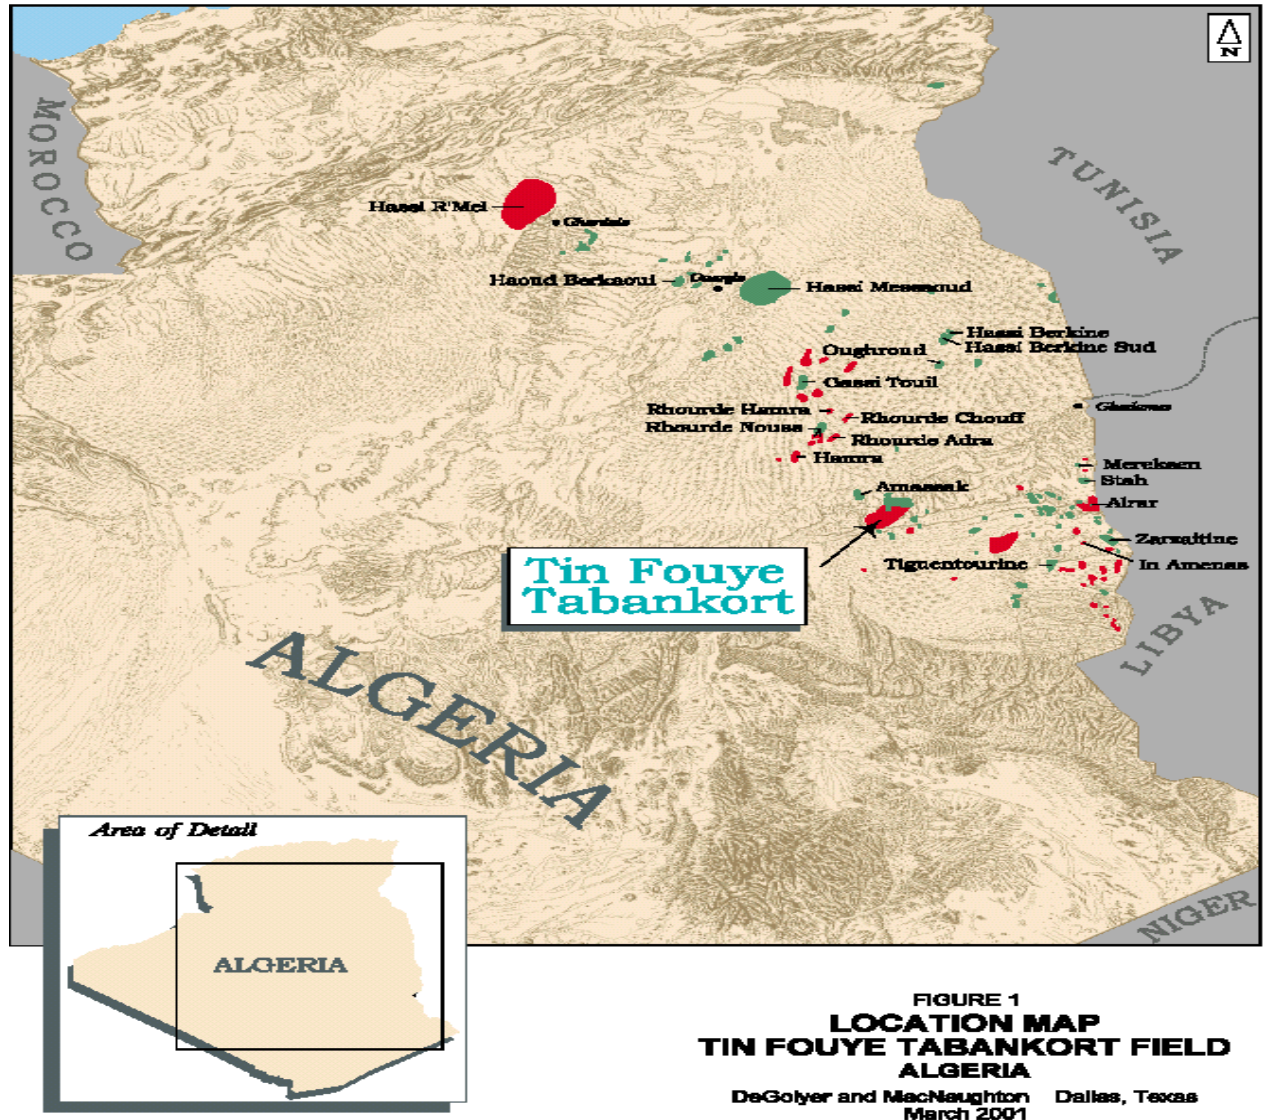 N
MOROCCO
TUNISIA
Hassi R'Mel
Haoud Berkaoui
Hassi Messaoud
Hassi Berkine
Hassi Berkine Sud
Oughroud
Gassi Touil
Rhourde Hamra
Rhourde Chouff
Rhourde Nouss
Rhourde Adra
Hamra
Mereksen
Stah
Amassak
Alrar
Zarzaitine
Tiguentourine
In Amenas
Tin Fouye
Tabankort
LIBYA
ALGERIA
NIGER
Area of Detail
ALGERIA
FIGURE 1
LOCATION MAP
TIN FOUYE TABANKORT FIELD
ALGERIA
DeGolyer and MacNaughton Dallas, Texas
March 2001